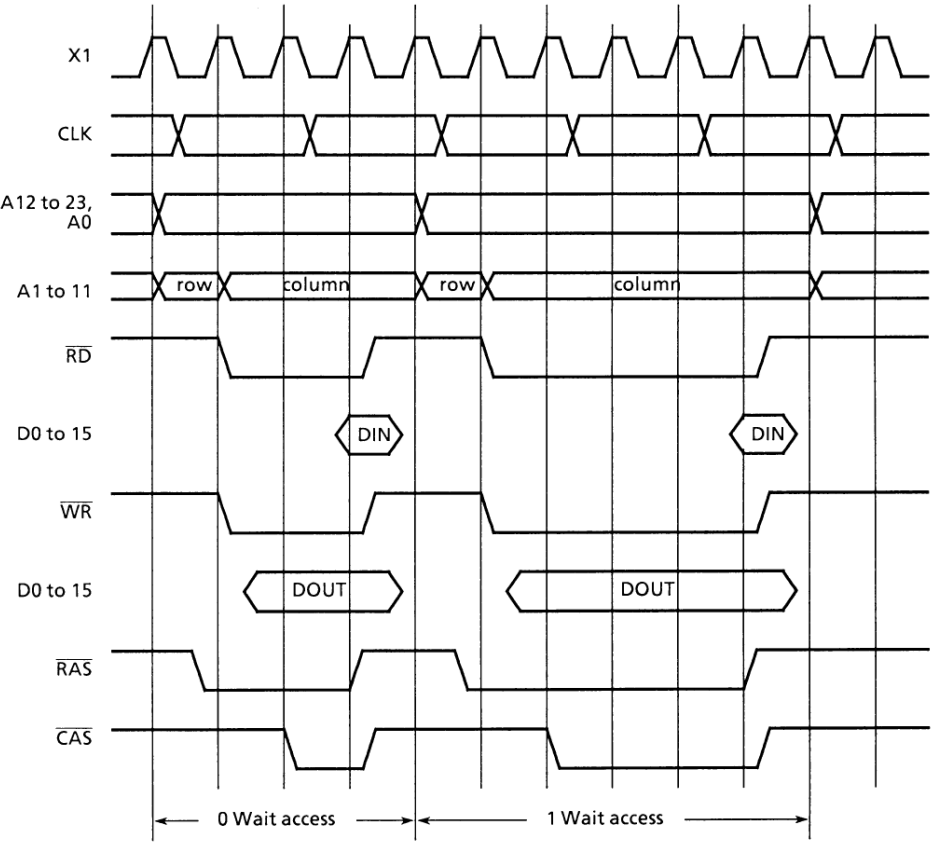 X1
CLK
A12 to 23,
A0
A1 to 11
row
column
row
column
RD
D0 to 15
DIN
DIN
WR
D0 to 15
DOUT
DOUT
RAS
CAS
0 Wait access
1 Wait access